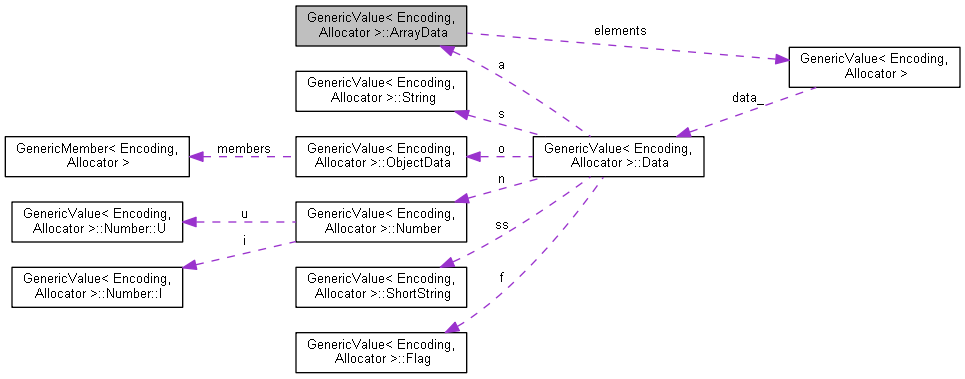 GenericValue< Encoding,
Allocator >::ArrayData
elements
GenericValue< Encoding,
Allocator >
a
GenericValue< Encoding,
Allocator >::String
s
data_
GenericMember< Encoding,
Allocator >
members
GenericValue< Encoding,
Allocator >::ObjectData
o
GenericValue< Encoding,
Allocator >::Data
n
GenericValue< Encoding,
Allocator >::Number::U
u
GenericValue< Encoding,
Allocator >::Number
ss
i
GenericValue< Encoding,
Allocator >::Number::I
GenericValue< Encoding,
Allocator >::ShortString
f
GenericValue< Encoding,
Allocator >::Flag